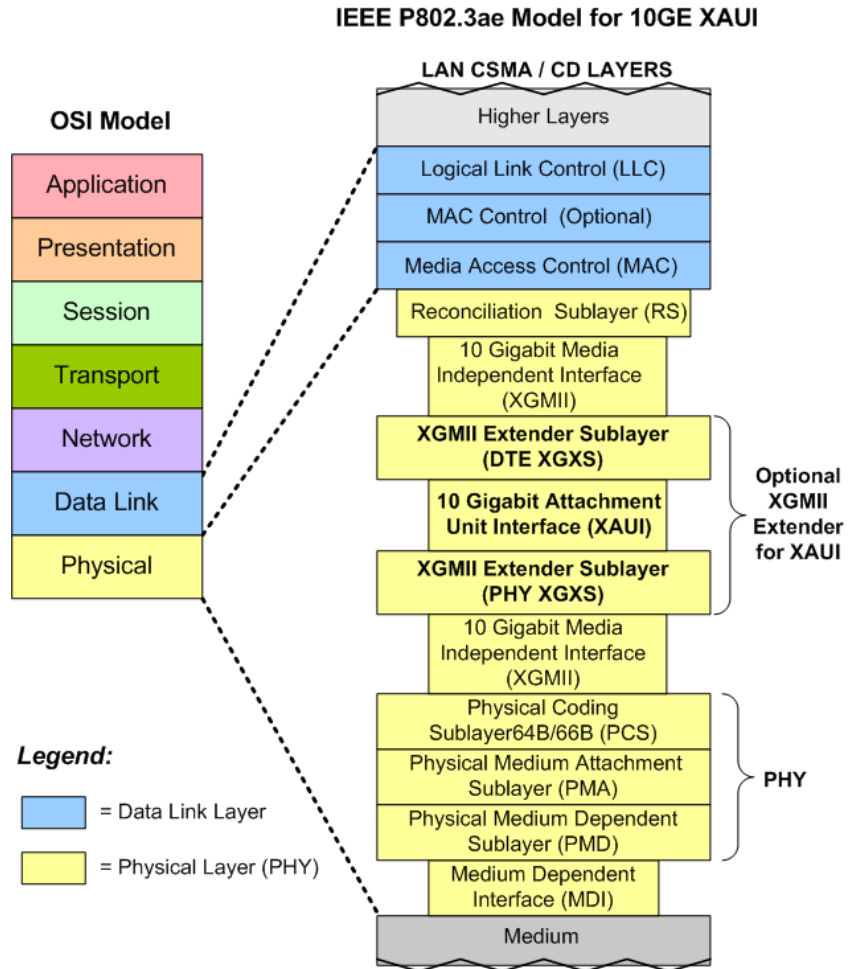 IEEE P802.3ae Model for 10GE XAUI
LAN CSMA / CD LAYERS
OSI Model
Application
Presentation
Session
Transport
Network
Data Link
Physical
Higher Layers
Logical Link Control (LLC)
MAC Control (Optional)
Media Access Control (MAC)
Reconciliation Sublayer (RS)
10 Gigabit Media
Independent Interface
(XGMII)
XGMII Extender Sublayer
(DTE XGXS)
10 Gigabit Attachment
Unit Interface (XAUI)
XGMII Extender Sublayer
(PHY XGXS)
10 Gigabit Media
Independent Interface
(XGMII)
Physical Coding
Sublayer64B/66B (PCS)
Physical Medium Attachment
Sublayer (PMA)
Physical Medium Dependent
Sublayer (PMD)
Medium Dependent
Interface (MDI)
Medium
Optional
XGMII
Extender
for XAUI
PHY
Legend:
= Data Link Layer
= Physical Layer (PHY)